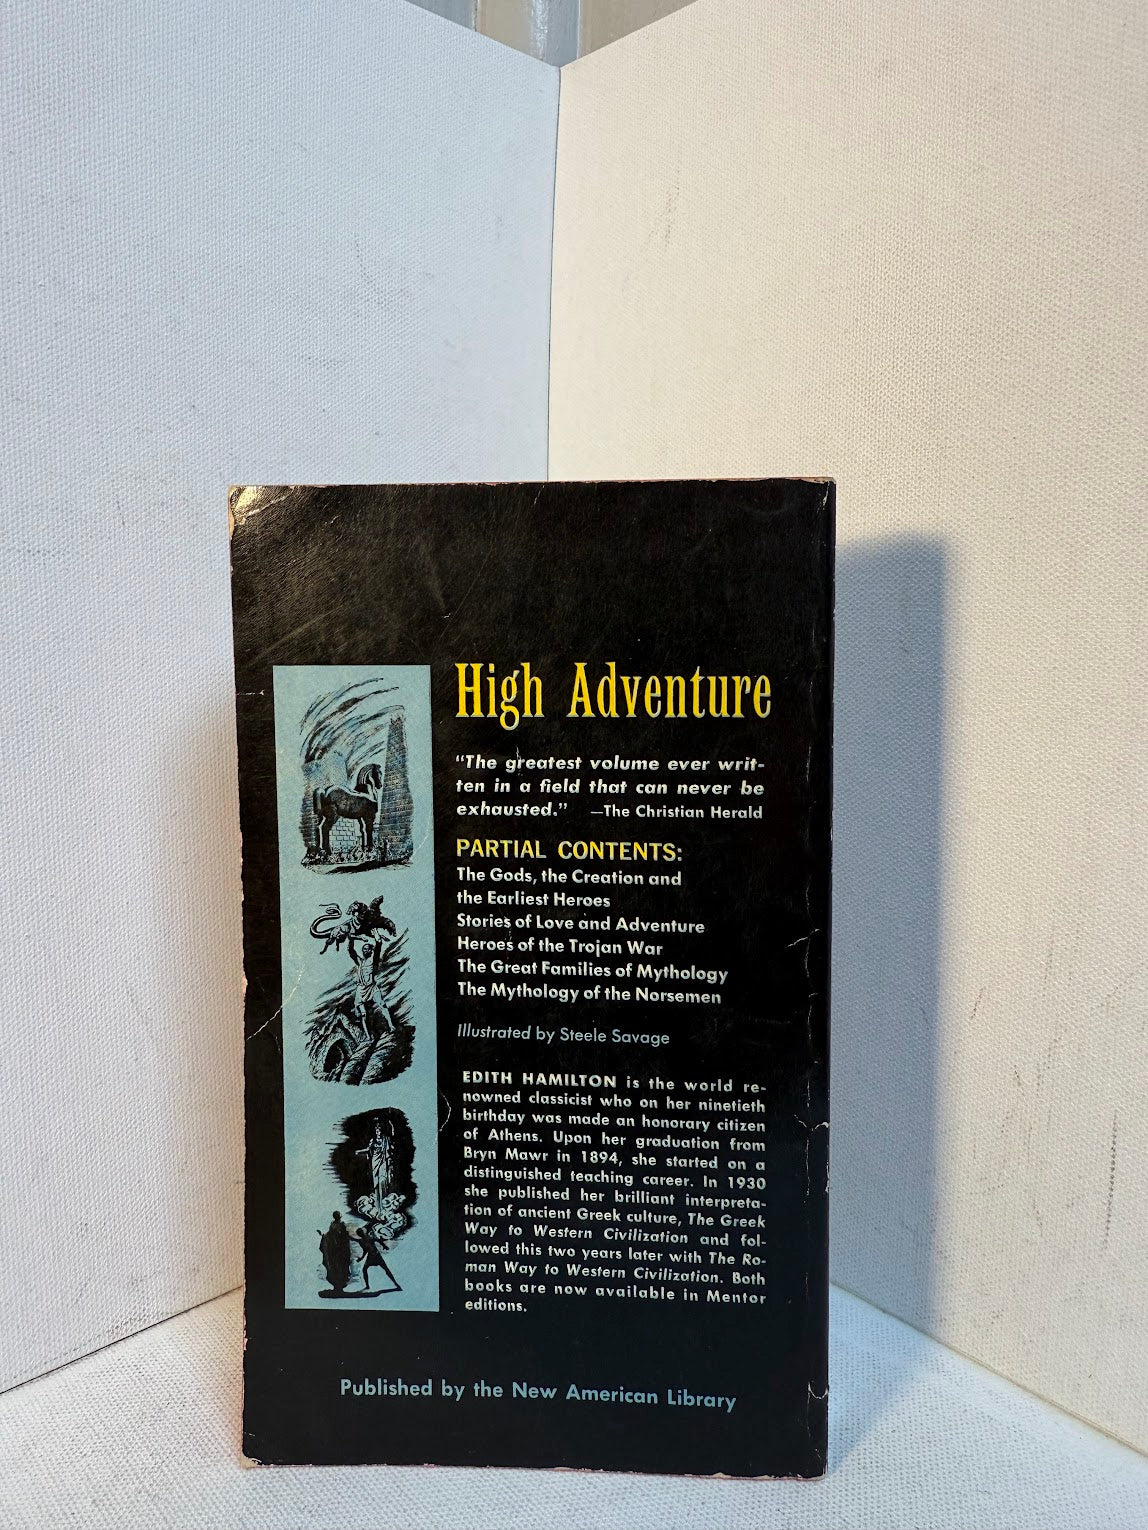 High Adventure
"The greatest volume ever writ-
ten in a field that can never be
exhausted." —The Christian Herald
PARTIAL CONTENTS:
The Gods, the Creation and
the Earliest Heroes
Stories of Love and Adventure
Heroes of the Trojan War
The Great Families of Mythology
The Mythology of the Norsemen
Illustrated by Steele Savage
EDITH HAMILTON is the world re-
nowned classicist who on her ninetieth
birthday was made an honorary citizen
of Athens. Upon her graduation from
Bryn Mawr in 1894, she started on a
distinguished teaching career. In 1930
she published her brilliant interpreta-
tion of ancient Greek culture, The Greek
Way to Western Civilization and fol-
lowed this two years later with The Ro-
man Way to Western Civilization. Both
books are now available in Mentor
editions.
Published by the New American Library